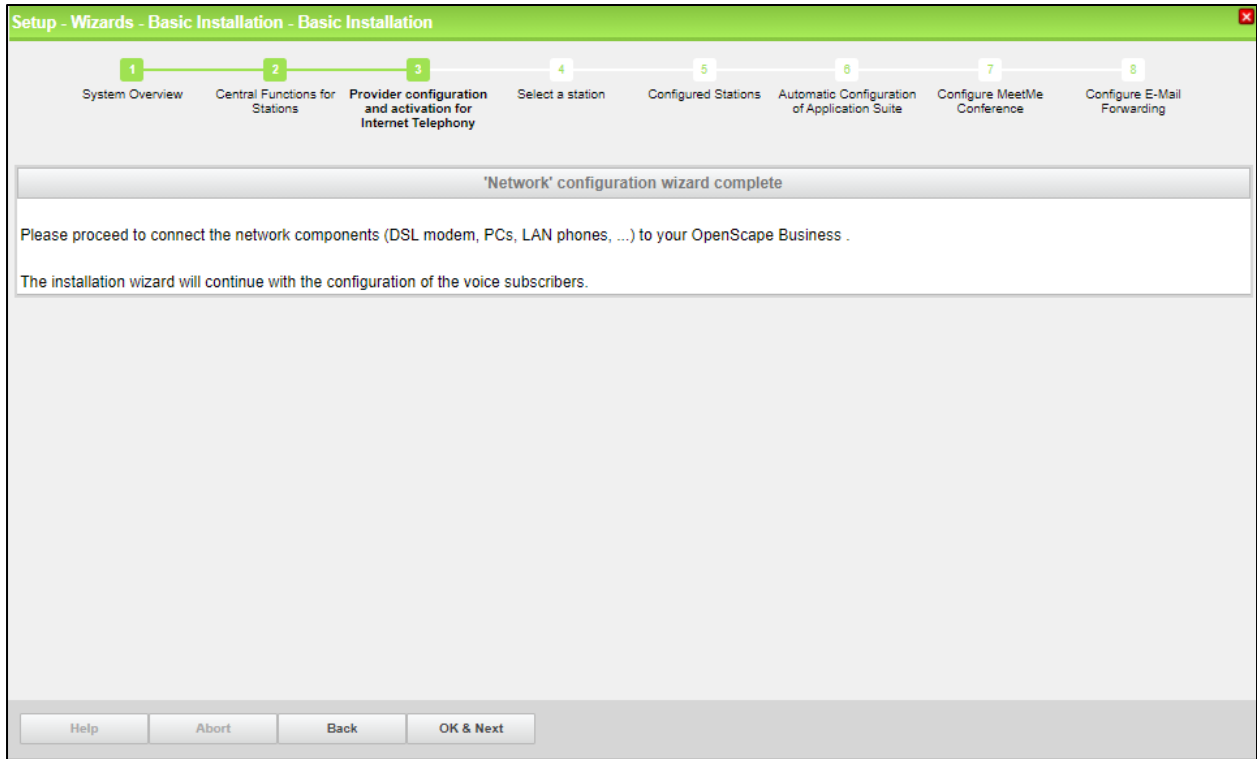 Setup - Wizards - Basic Installation - Basic Installation
1 2 3 4 5 6 7 8
System Overview
Central Functions for
Stations
Provider configuration
and activation for
Internet Telephony
Select a station
Configured Stations
Automatic Configuration
of Application Suite
Configure MeetMe
Conference
Configure E-Mail
Forwarding
'Network' configuration wizard complete
Please proceed to connect the network components (DSL modem, PCs, LAN phones, ...) to your OpenScape Business .
The installation wizard will continue with the configuration of the voice subscribers.
Help Abort Back OK & Next